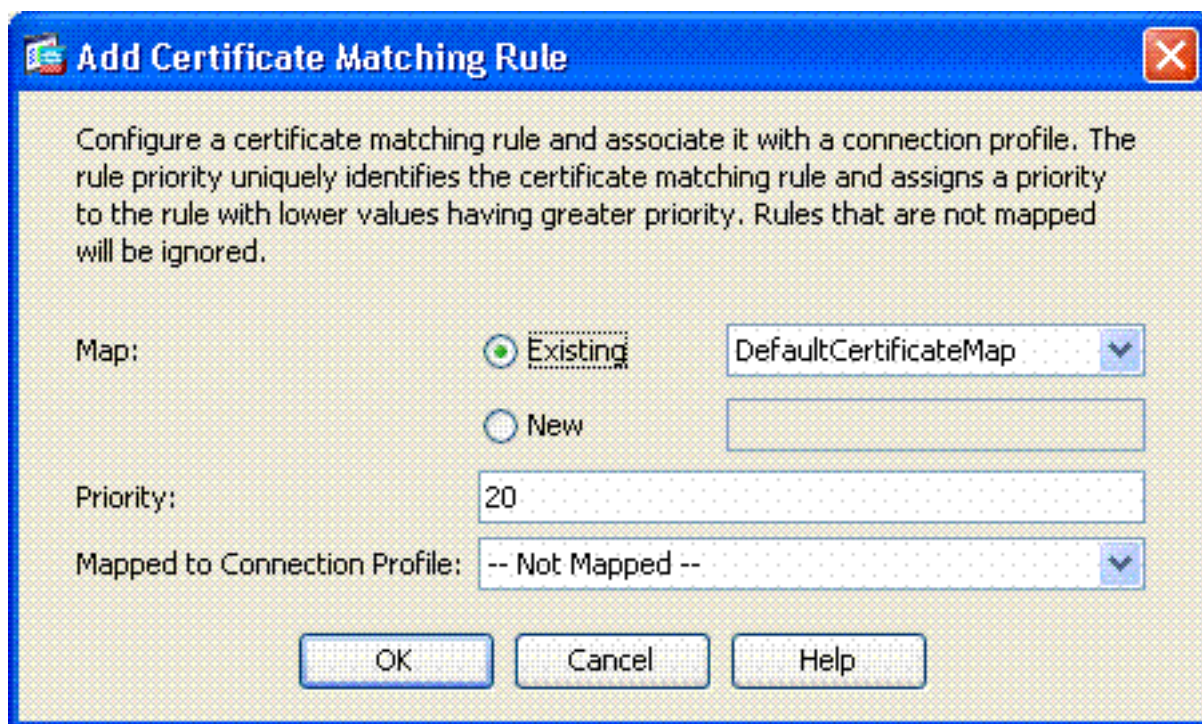 Add Certificate Matching Rule
Configure a certificate matching rule and associate it with a connection profile. The
rule priority uniquely identifies the certificate matching rule and assigns a priority
to the rule with lower values having greater priority. Rules that are not mapped
will be ignored.
Map:
Existing
DefaultCertificateMap
New
Priority:
20
Mapped to Connection Profile:
-- Not Mapped --
OK
Cancel
Help